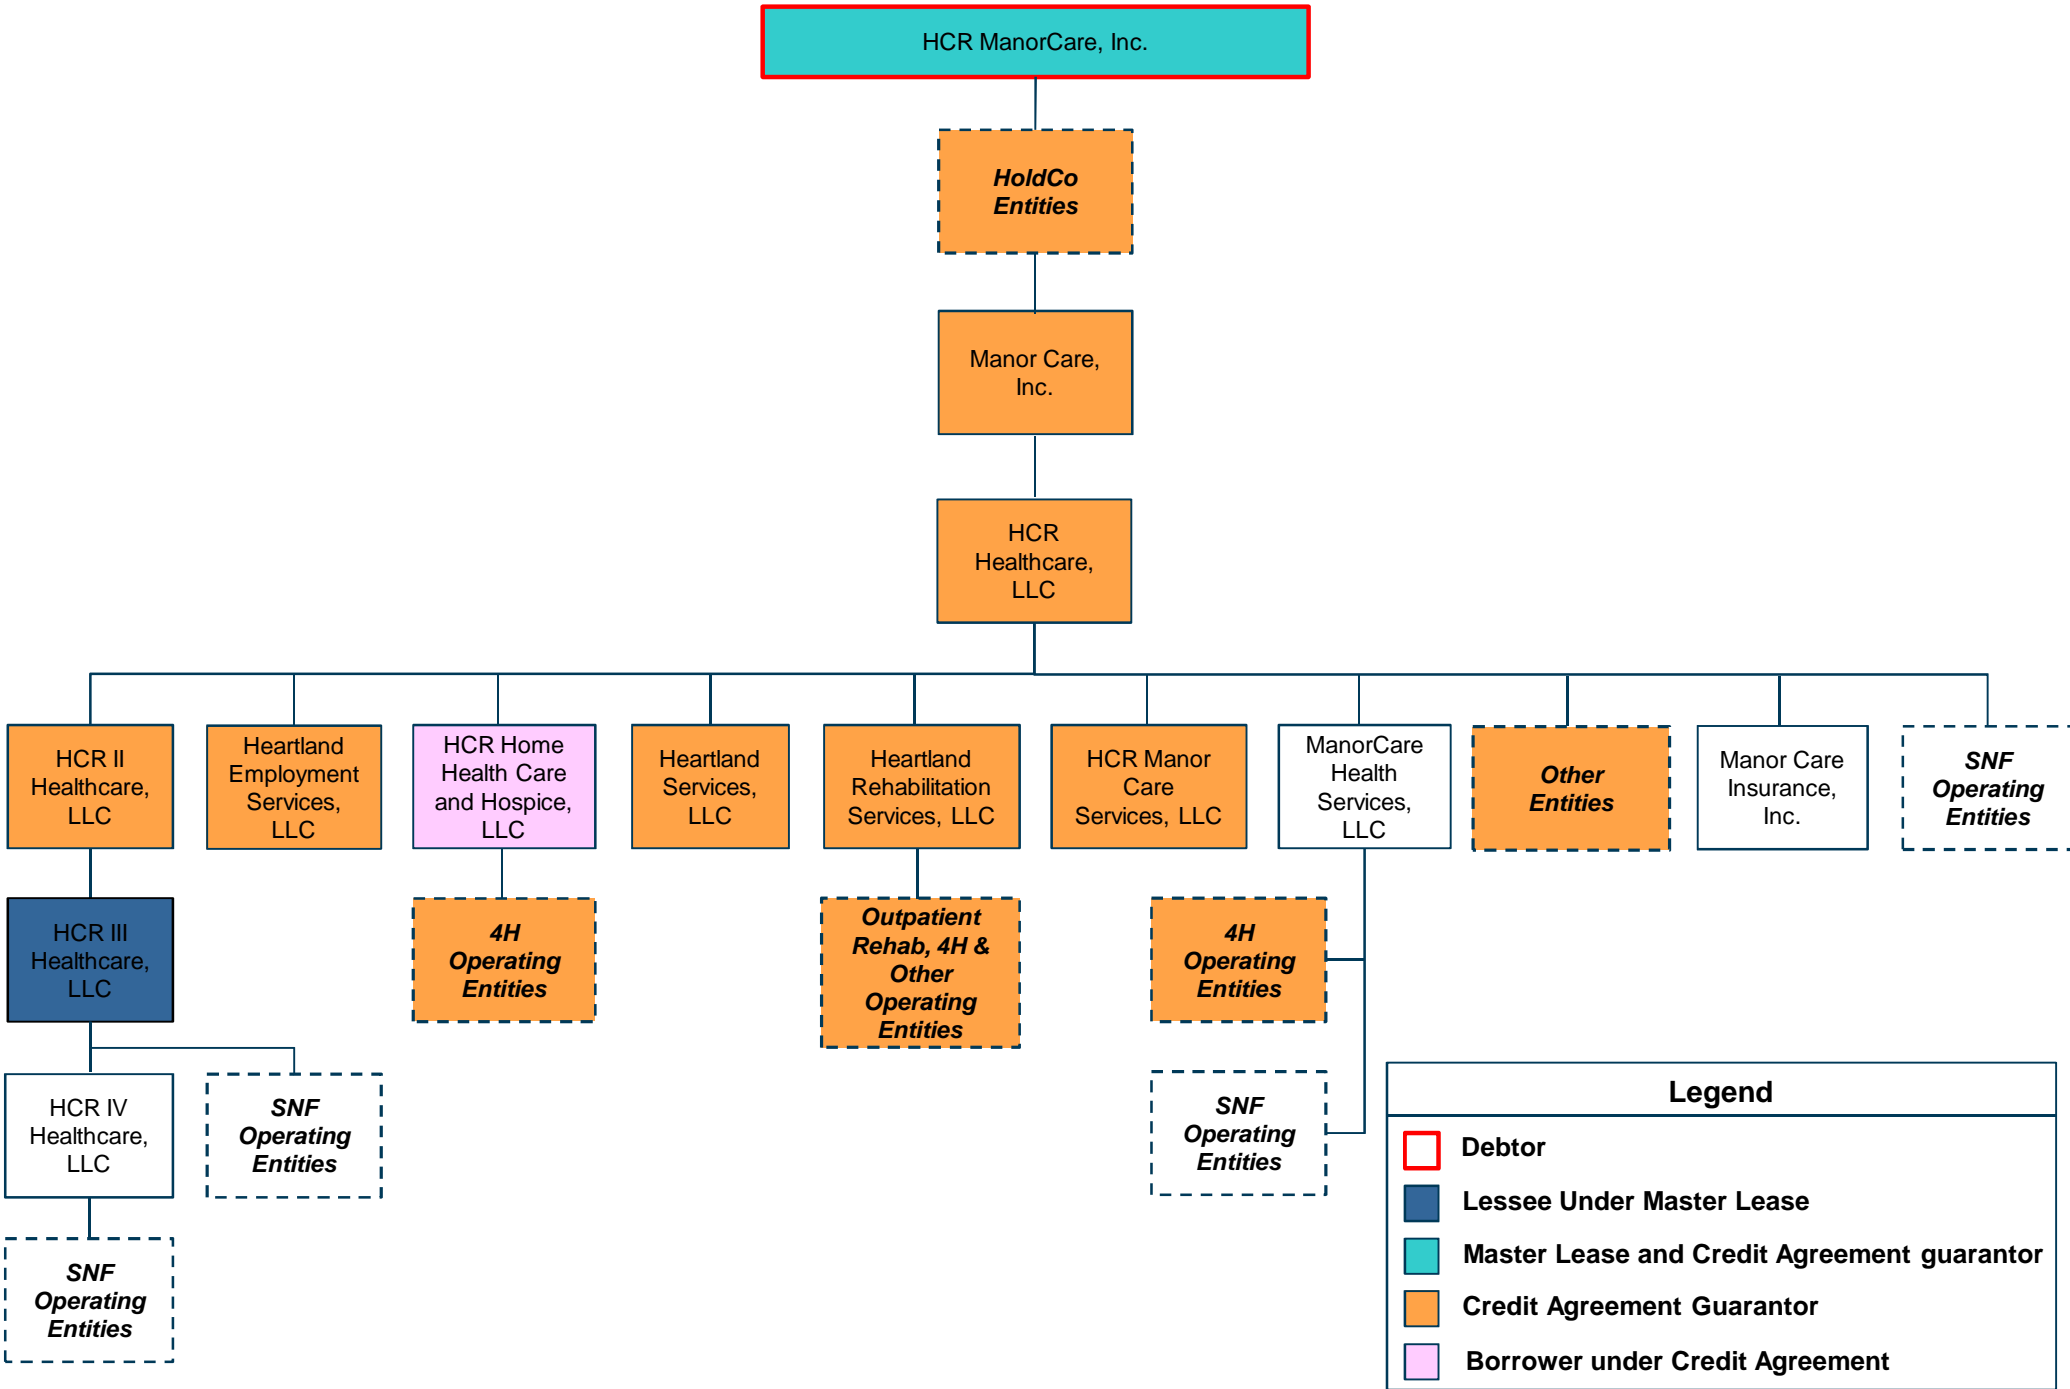 HCR ManorCare, Inc.
HoldCo
Entities
Manor Care,
Inc.
HCR
Healthcare,
LLC
HCR II
Healthcare,
LLC
Heartland
Employment
Services,
LLC
HCR Home
Health Care
and Hospice,
LLC
Heartland
Services,
LLC
Heartland
Rehabilitation
Services, LLC
HCR Manor
Care
Services, LLC
ManorCare
Health
Services,
LLC
Other
Entities
Manor Care
Insurance,
Inc.
SNF
Operating
Entities
HCR III
Healthcare,
LLC
4H
Operating
Entities
Outpatient
Rehab, 4H &
Other
Operating
Entities
4H
Operating
Entities
HCR IV
Healthcare,
LLC
SNF
Operating
Entities
SNF
Operating
Entities
SNF
Operating
Entities
Legend
Debtor
Lessee Under Master Lease
Master Lease and Credit Agreement guarantor
Credit Agreement Guarantor
Borrower under Credit Agreement